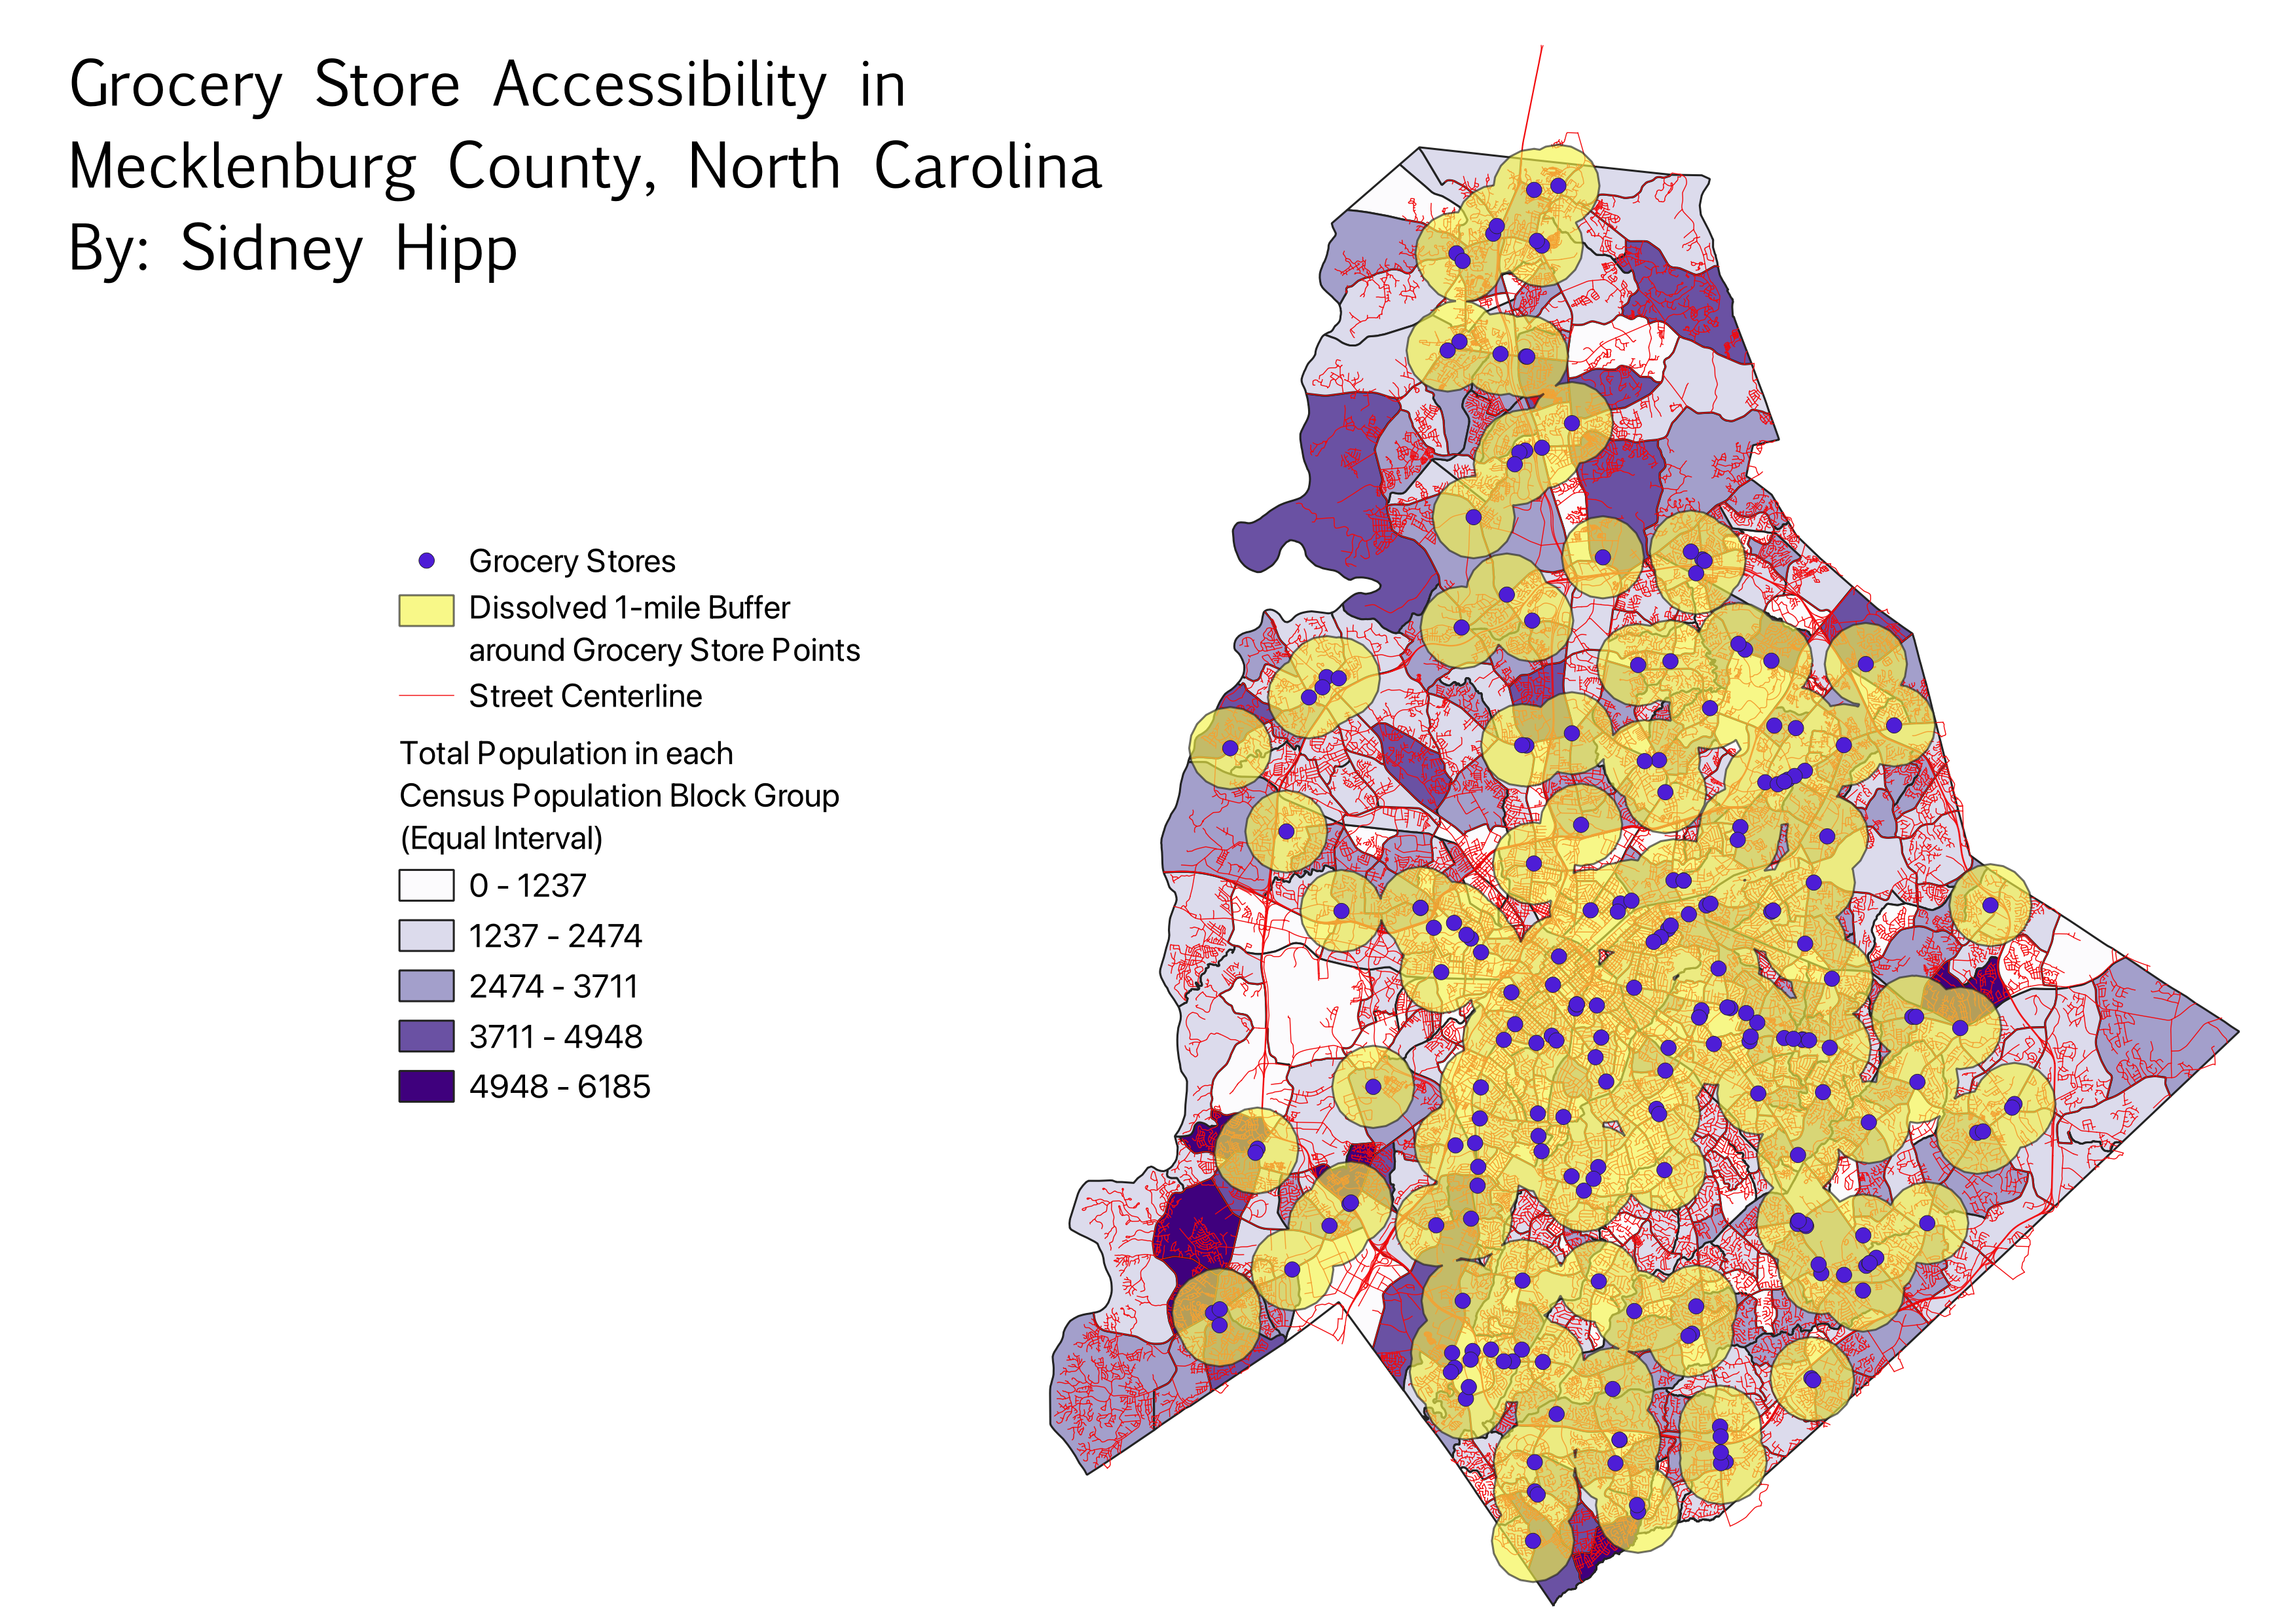 Grocery Store Accessibility in
Mecklenburg County, North Carolina
By: Sidney Hipp
Grocery Stores
Dissolved 1-mile Buffer
around Grocery Store Points
Street Centerline
Total Population in each
Census Population Block Group
(Equal Interval)
0 - 1237
1237 - 2474
2474 - 3711
3711 - 4948
4948 - 6185